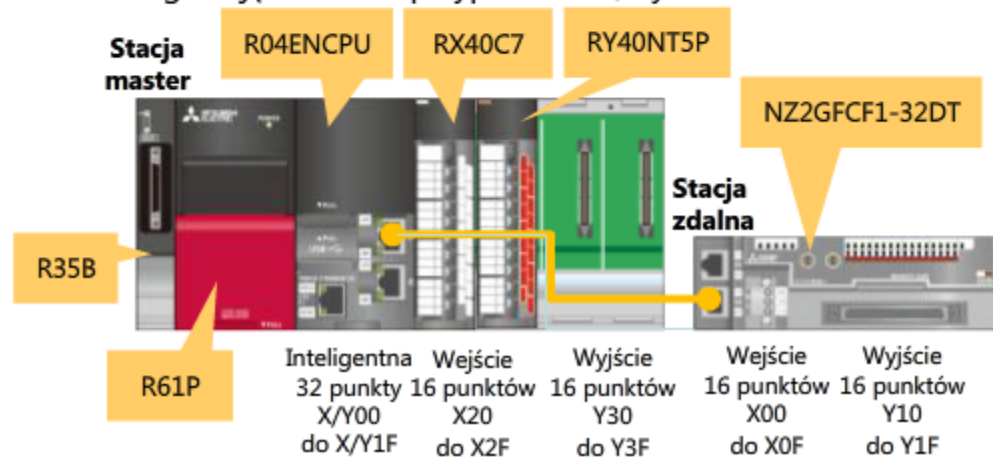 Stacja
master
R04ENCPU
RX40C7
RY40NT5P
NZ2GFCF1-32DT
Stacja
zdalna
R35B
R61P
Inteligentna
32 punkty
X/Y00
do X/Y1F
Wejście
16 punktów
X20
do X2F
Wyjście
16 punktów
Y30
do Y3F
Wejście
16 punktów
X00
do X0F
Wyjście
16 punktów
Y10
do Y1F